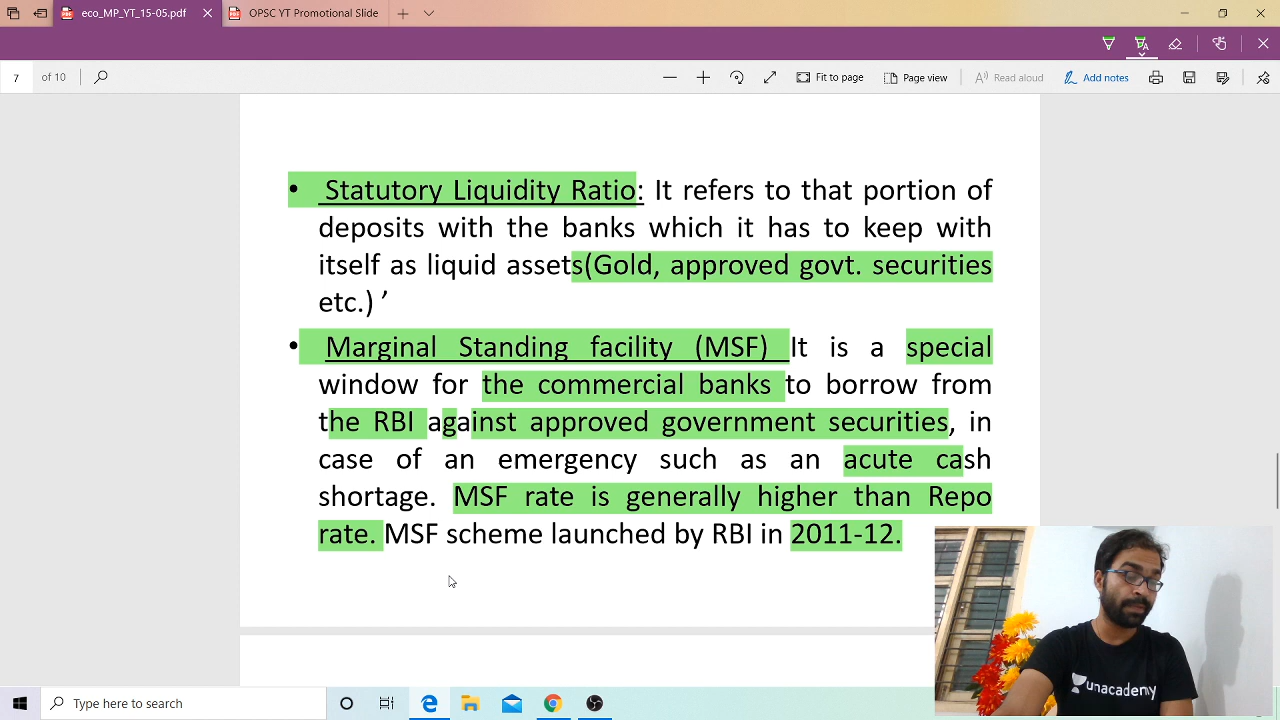 eco_MP_YT_15-05.pdf
OPSC YT Promotional Slide
7 of 10
Fit to page
Page view
Read aloud
Add notes
• Statutory Liquidity Ratio: It refers to that portion of
deposits with the banks which it has to keep with
itself as liquid assets(Gold, approved govt. securities
etc.) ’
• Marginal Standing facility (MSF) It is a special
window for the commercial banks to borrow from
the RBI against approved government securities, in
case of an emergency such as an acute cash
shortage. MSF rate is generally higher than Repo
rate. MSF scheme launched by RBI in 2011-12.
unacademy
Type here to search